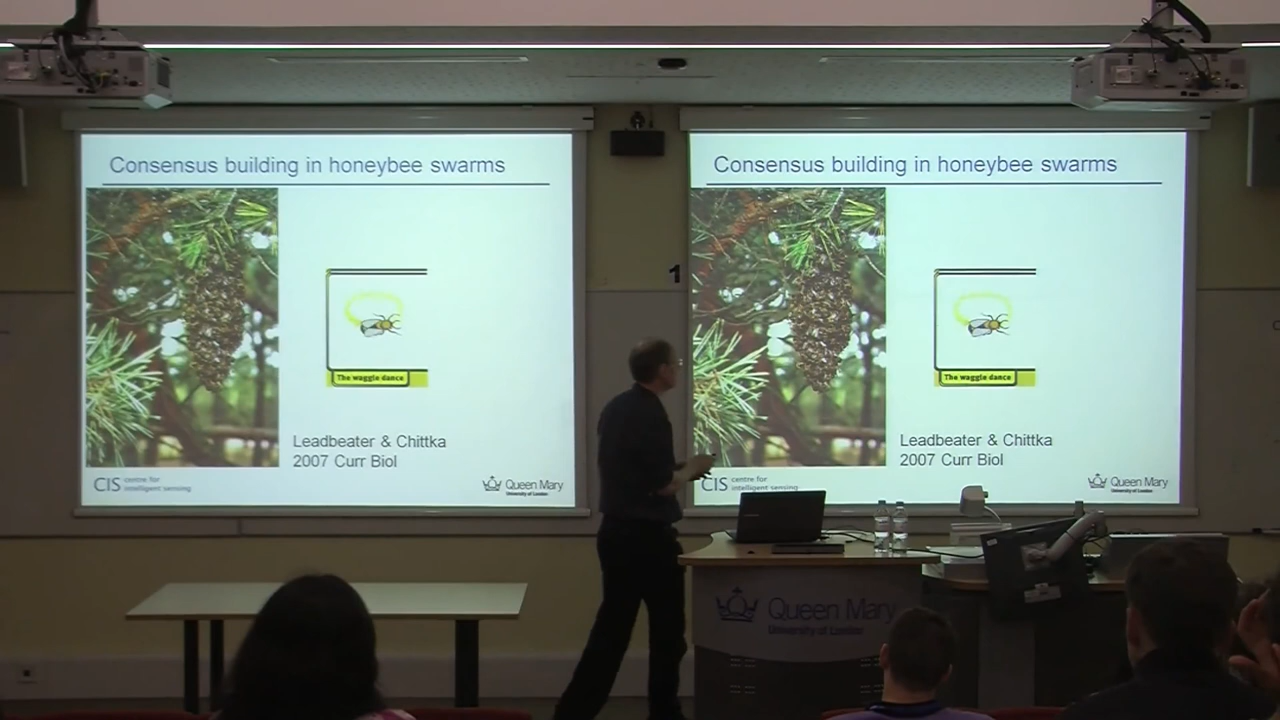 Consensus building in honeybee swarms
The waggle dance
Leadbeater & Chittka
2007 Curr Biol
CIS centre for
intelligent sensing
Queen Mary
University of London
1
Consensus building in honeybee swarms
The waggle dance
Leadbeater & Chittka
2007 Curr Biol
CIS centre for
intelligent sensing
Queen Mary
University of London
Queen Mary
University of London